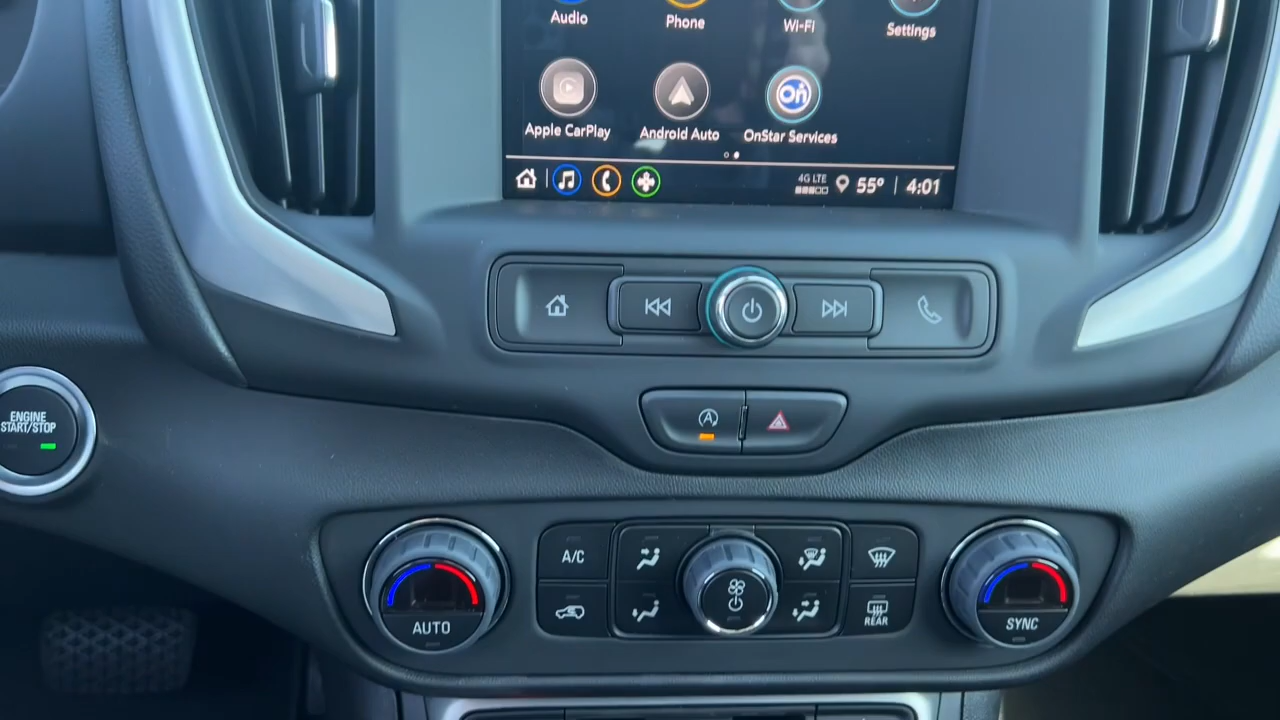 Audio
Phone
Wi-Fi
Settings
Apple CarPlay
Android Auto
On
OnStar Services
4G LTE
55°
4:01
A
ENGINE
START/STOP
A/C
AUTO
REAR
SYNC